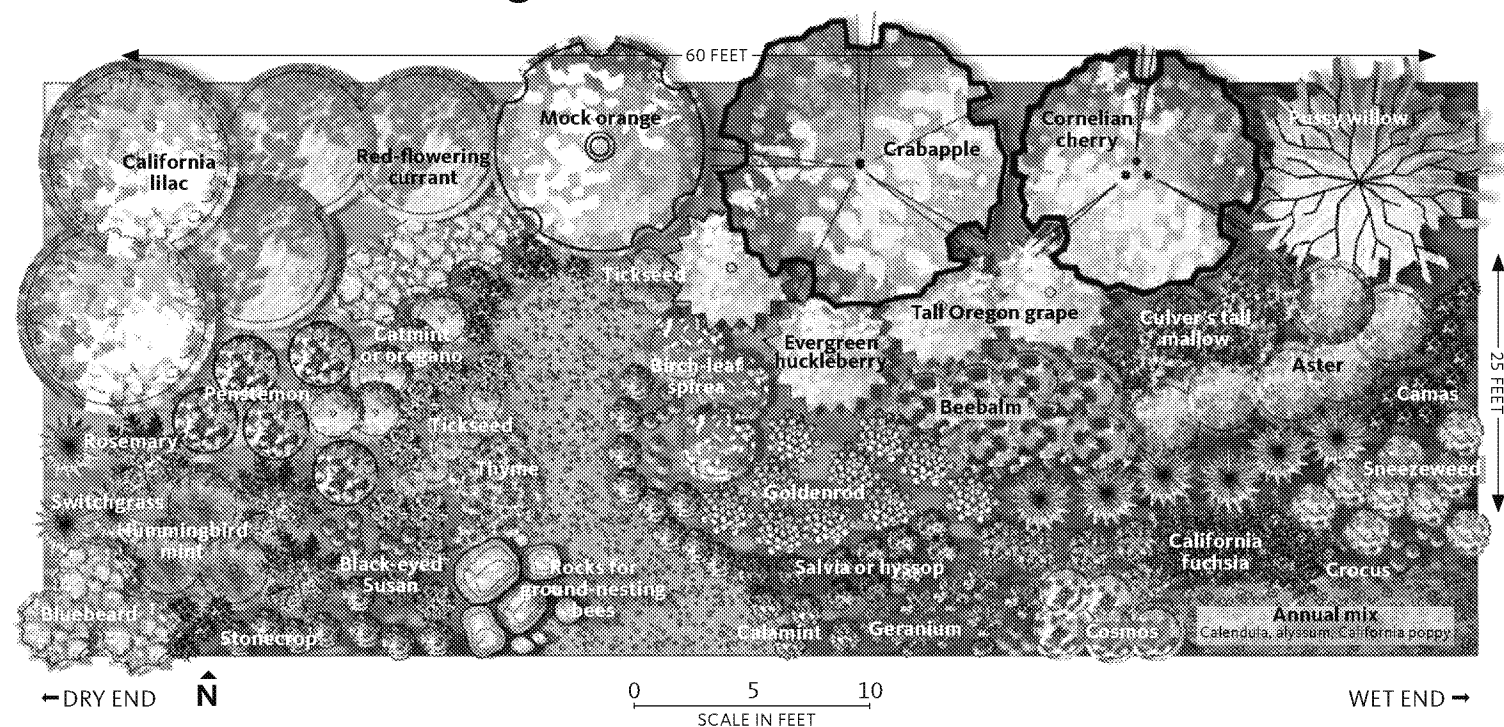 60 FEET
California
lilac
Red-flowering
currant
Mock orange
Crabapple
Cornelian
cherry
Pussy willow
Tickseed
Tall Oregon grape
Culver's tall
mallow
Catmint
or oregano
Evergreen
huckleberry
Birch-leaf
spirea
Aster
25 FEET
Penstemon
Camas
Beebalm
Rosemary
Tickseed
Thyme
Sneezeweed
Switchgrass
Goldenrod
Hummingbird
mint
Black-eyed
Susan
Rocks for
ground-nesting
bees
Salvia or hyssop
California
fuchsia
Crocus
Bluebeard
Stonecrop
Calamint
Geranium
Cosmos
Annual mix
Calendula, alyssum, California poppy
←DRY END
N
0 5 10
SCALE IN FEET
WET END→